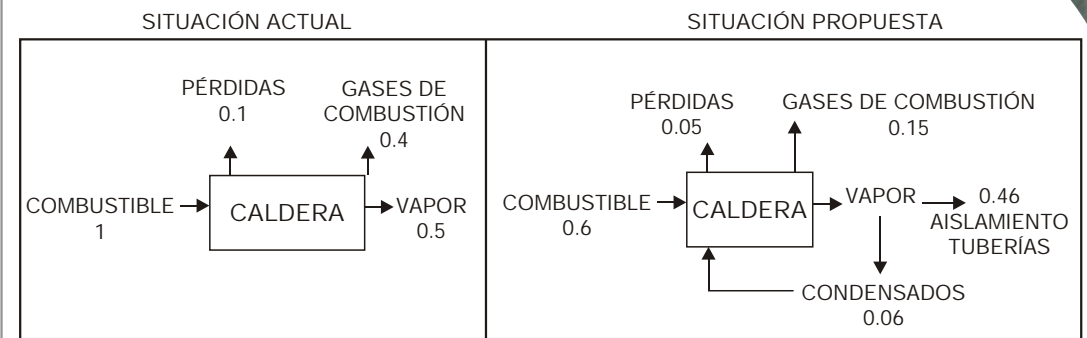 SITUACIÓN ACTUAL
PÉRDIDAS
0.1
GASES DE
COMBUSTIÓN
0.4
COMBUSTIBLE
1
CALDERA
VAPOR
0.5
SITUACIÓN PROPUESTA
PÉRDIDAS
0.05
GASES DE COMBUSTIÓN
0.15
COMBUSTIBLE
0.6
CALDERA
VAPOR
0.46
AISLAMIENTO
TUBERÍAS
CONDENSADOS
0.06